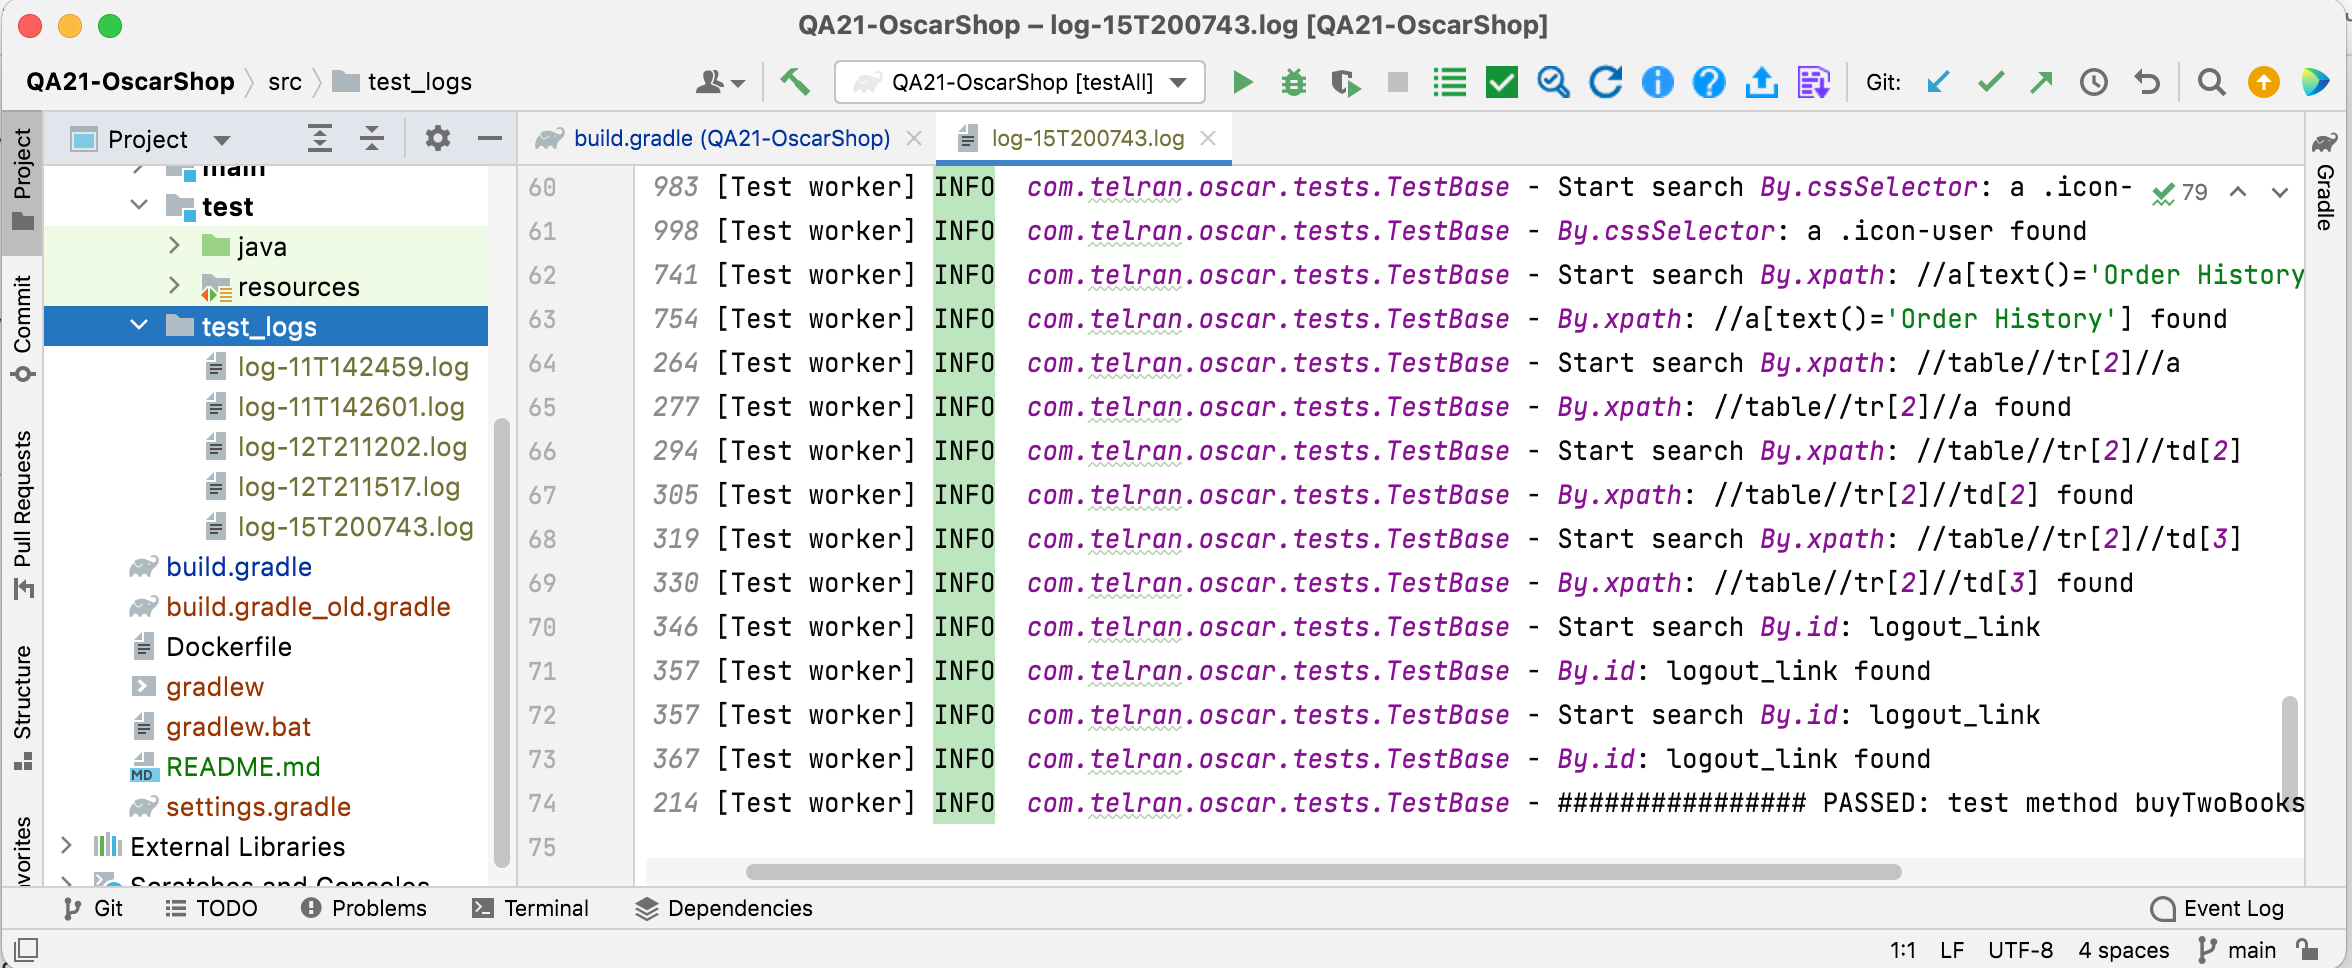 QA21-OscarShop – log-15T200743.log [QA21-OscarShop]
QA21-OscarShop src test_logs
QA21-OscarShop [testAll]
Git:
Project
build.gradle (QA21-OscarShop)
log-15T200743.log
Project
Commit
Pull Requests
Structure
Gradle
main
test
java
resources
test_logs
log-11T142459.log
log-11T142601.log
log-12T211202.log
log-12T211517.log
log-15T200743.log
build.gradle
build.gradle_old.gradle
Dockerfile
gradlew
gradlew.bat
MD README.md
settings.gradle
External Libraries
Scratches and Consoles
79
60 983 [Test worker] INFO com.telran.oscar.tests.TestBase - Start search By.cssSelector: a .icon-
61 998 [Test worker] INFO com.telran.oscar.tests.TestBase - By.cssSelector: a .icon-user found
62 741 [Test worker] INFO com.telran.oscar.tests.TestBase - Start search By.xpath: //a[text()='Order History
63 754 [Test worker] INFO com.telran.oscar.tests.TestBase - By.xpath: //a[text()='Order History'] found
64 264 [Test worker] INFO com.telran.oscar.tests.TestBase - Start search By.xpath: //table//tr[2]//a
65 277 [Test worker] INFO com.telran.oscar.tests.TestBase - By.xpath: //table//tr[2]//a found
66 294 [Test worker] INFO com.telran.oscar.tests.TestBase - Start search By.xpath: //table//tr[2]//td[2]
67 305 [Test worker] INFO com.telran.oscar.tests.TestBase - By.xpath: //table//tr[2]//td[2] found
68 319 [Test worker] INFO com.telran.oscar.tests.TestBase - Start search By.xpath: //table//tr[2]//td[3]
69 330 [Test worker] INFO com.telran.oscar.tests.TestBase - By.xpath: //table//tr[2]//td[3] found
70 346 [Test worker] INFO com.telran.oscar.tests.TestBase - Start search By.id: logout_link
71 357 [Test worker] INFO com.telran.oscar.tests.TestBase - By.id: logout_link found
72 357 [Test worker] INFO com.telran.oscar.tests.TestBase - Start search By.id: logout_link
73 367 [Test worker] INFO com.telran.oscar.tests.TestBase - By.id: logout_link found
74 214 [Test worker] INFO com.telran.oscar.tests.TestBase - ################ PASSED: test method buyTwoBooks
75
Git TODO Problems Terminal Dependencies Event Log
1:1 LF UTF-8 4 spaces main